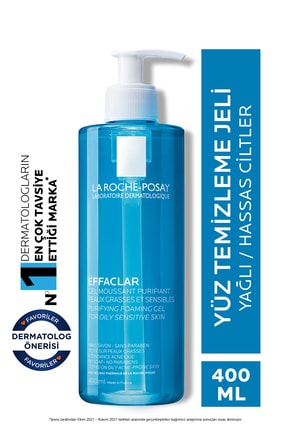 DERMATOLOGLARIN
EN ÇOK TAVSİYE
ETTİĞİ MARKA*
Nº1
FAVORİLER
DERMATOLOG
ÖNERİSİ
FAVORİLER
LA ROCHE-POSAY
LABORATOIRE DERMATOLOGIQUE
EFFACLAR
GEL MOUSSANT PURIFIANT
PEAUX GRASSES ET SENSIBLES
PURIFYING FOAMING GEL
FOR OILY SENSITIVE SKIN
YÜZ TEMİZLEME JELİ
YAĞLI / HASSAS CİLTLER
400
ML